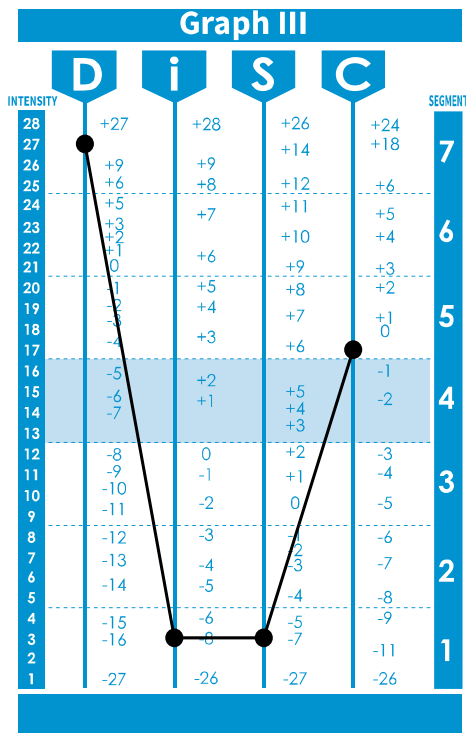 Graph III
D i S C
INTENSITY SEGMENT
28 +27 +28 +26 +24
27 +14 +18 7
26 +9 +9
25 +6 +8 +12 +6
24 +5 +7 +11 +5
23 +3 +2 +10 +4 6
22 +1 +6
21 0 +9 +3
20 -1 +5 +8 +2
19 -2 +4 +7 +1 5
18 -3 +3 0
17 -4 +6
16 -5 +2 -1
15 -6 +1 +5 -2 4
14 -7 +4
13 +3
12 -8 0 +2 -3
11 -9 -1 +1 -4 3
10 -10 -2 0 -5
9 -11
8 -12 -3 -1 -6
7 -13 -4 -2 -3 -7 2
6 -14 -5
5 -4 -8
4 -15 -6 -5 -9
3 -16 -8 -7
2 -11 1
1 -27 -26 -27 -26